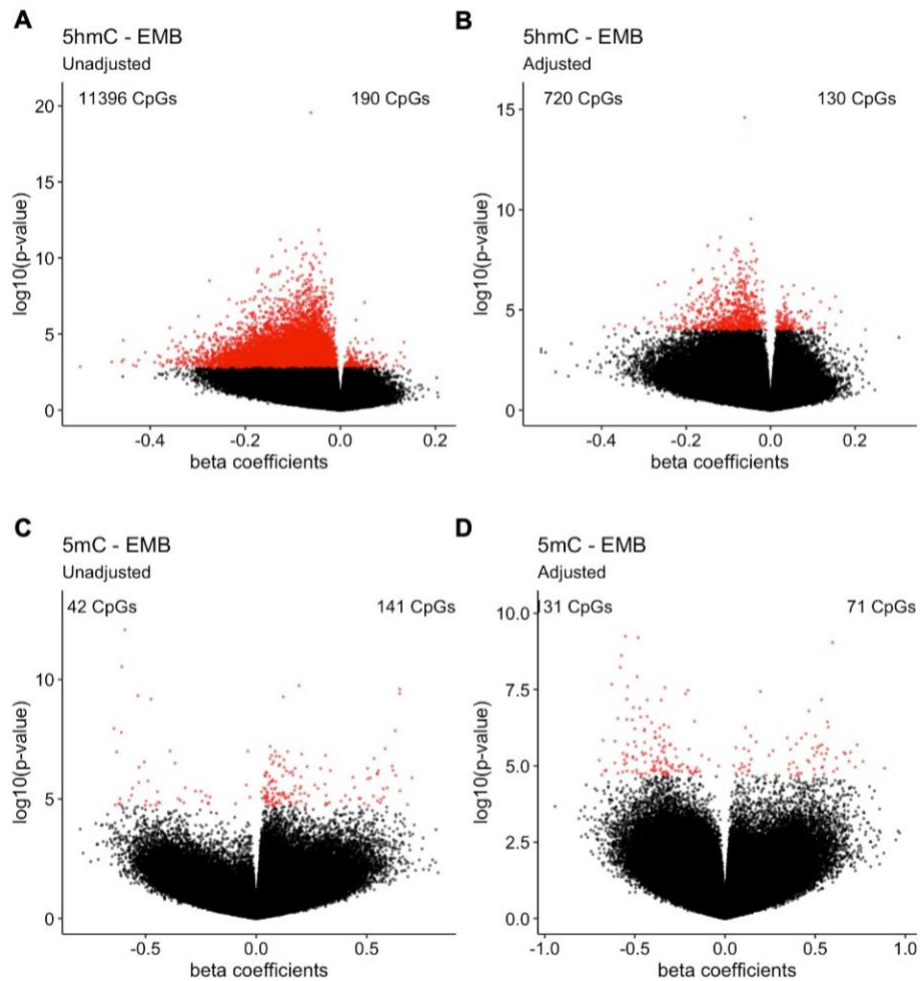 A
5hmC - EMB
Unadjusted
11396 CpGs
190 CpGs
20
15
10
5
0
log10(p-value)
-0.4
-0.2
0.0
0.2
beta coefficients
B
5hmC - EMB
Adjusted
720 CpGs
130 CpGs
15
10
5
0
log10(p-value)
-0.4
-0.2
0.0
0.2
beta coefficients
C
5mC - EMB
Unadjusted
42 CpGs
141 CpGs
10
5
0
log10(p-value)
-0.5
0.0
0.5
beta coefficients
D
5mC - EMB
Adjusted
131 CpGs
71 CpGs
10.0
7.5
5.0
2.5
0.0
log10(p-value)
-1.0
-0.5
0.0
0.5
1.0
beta coefficients